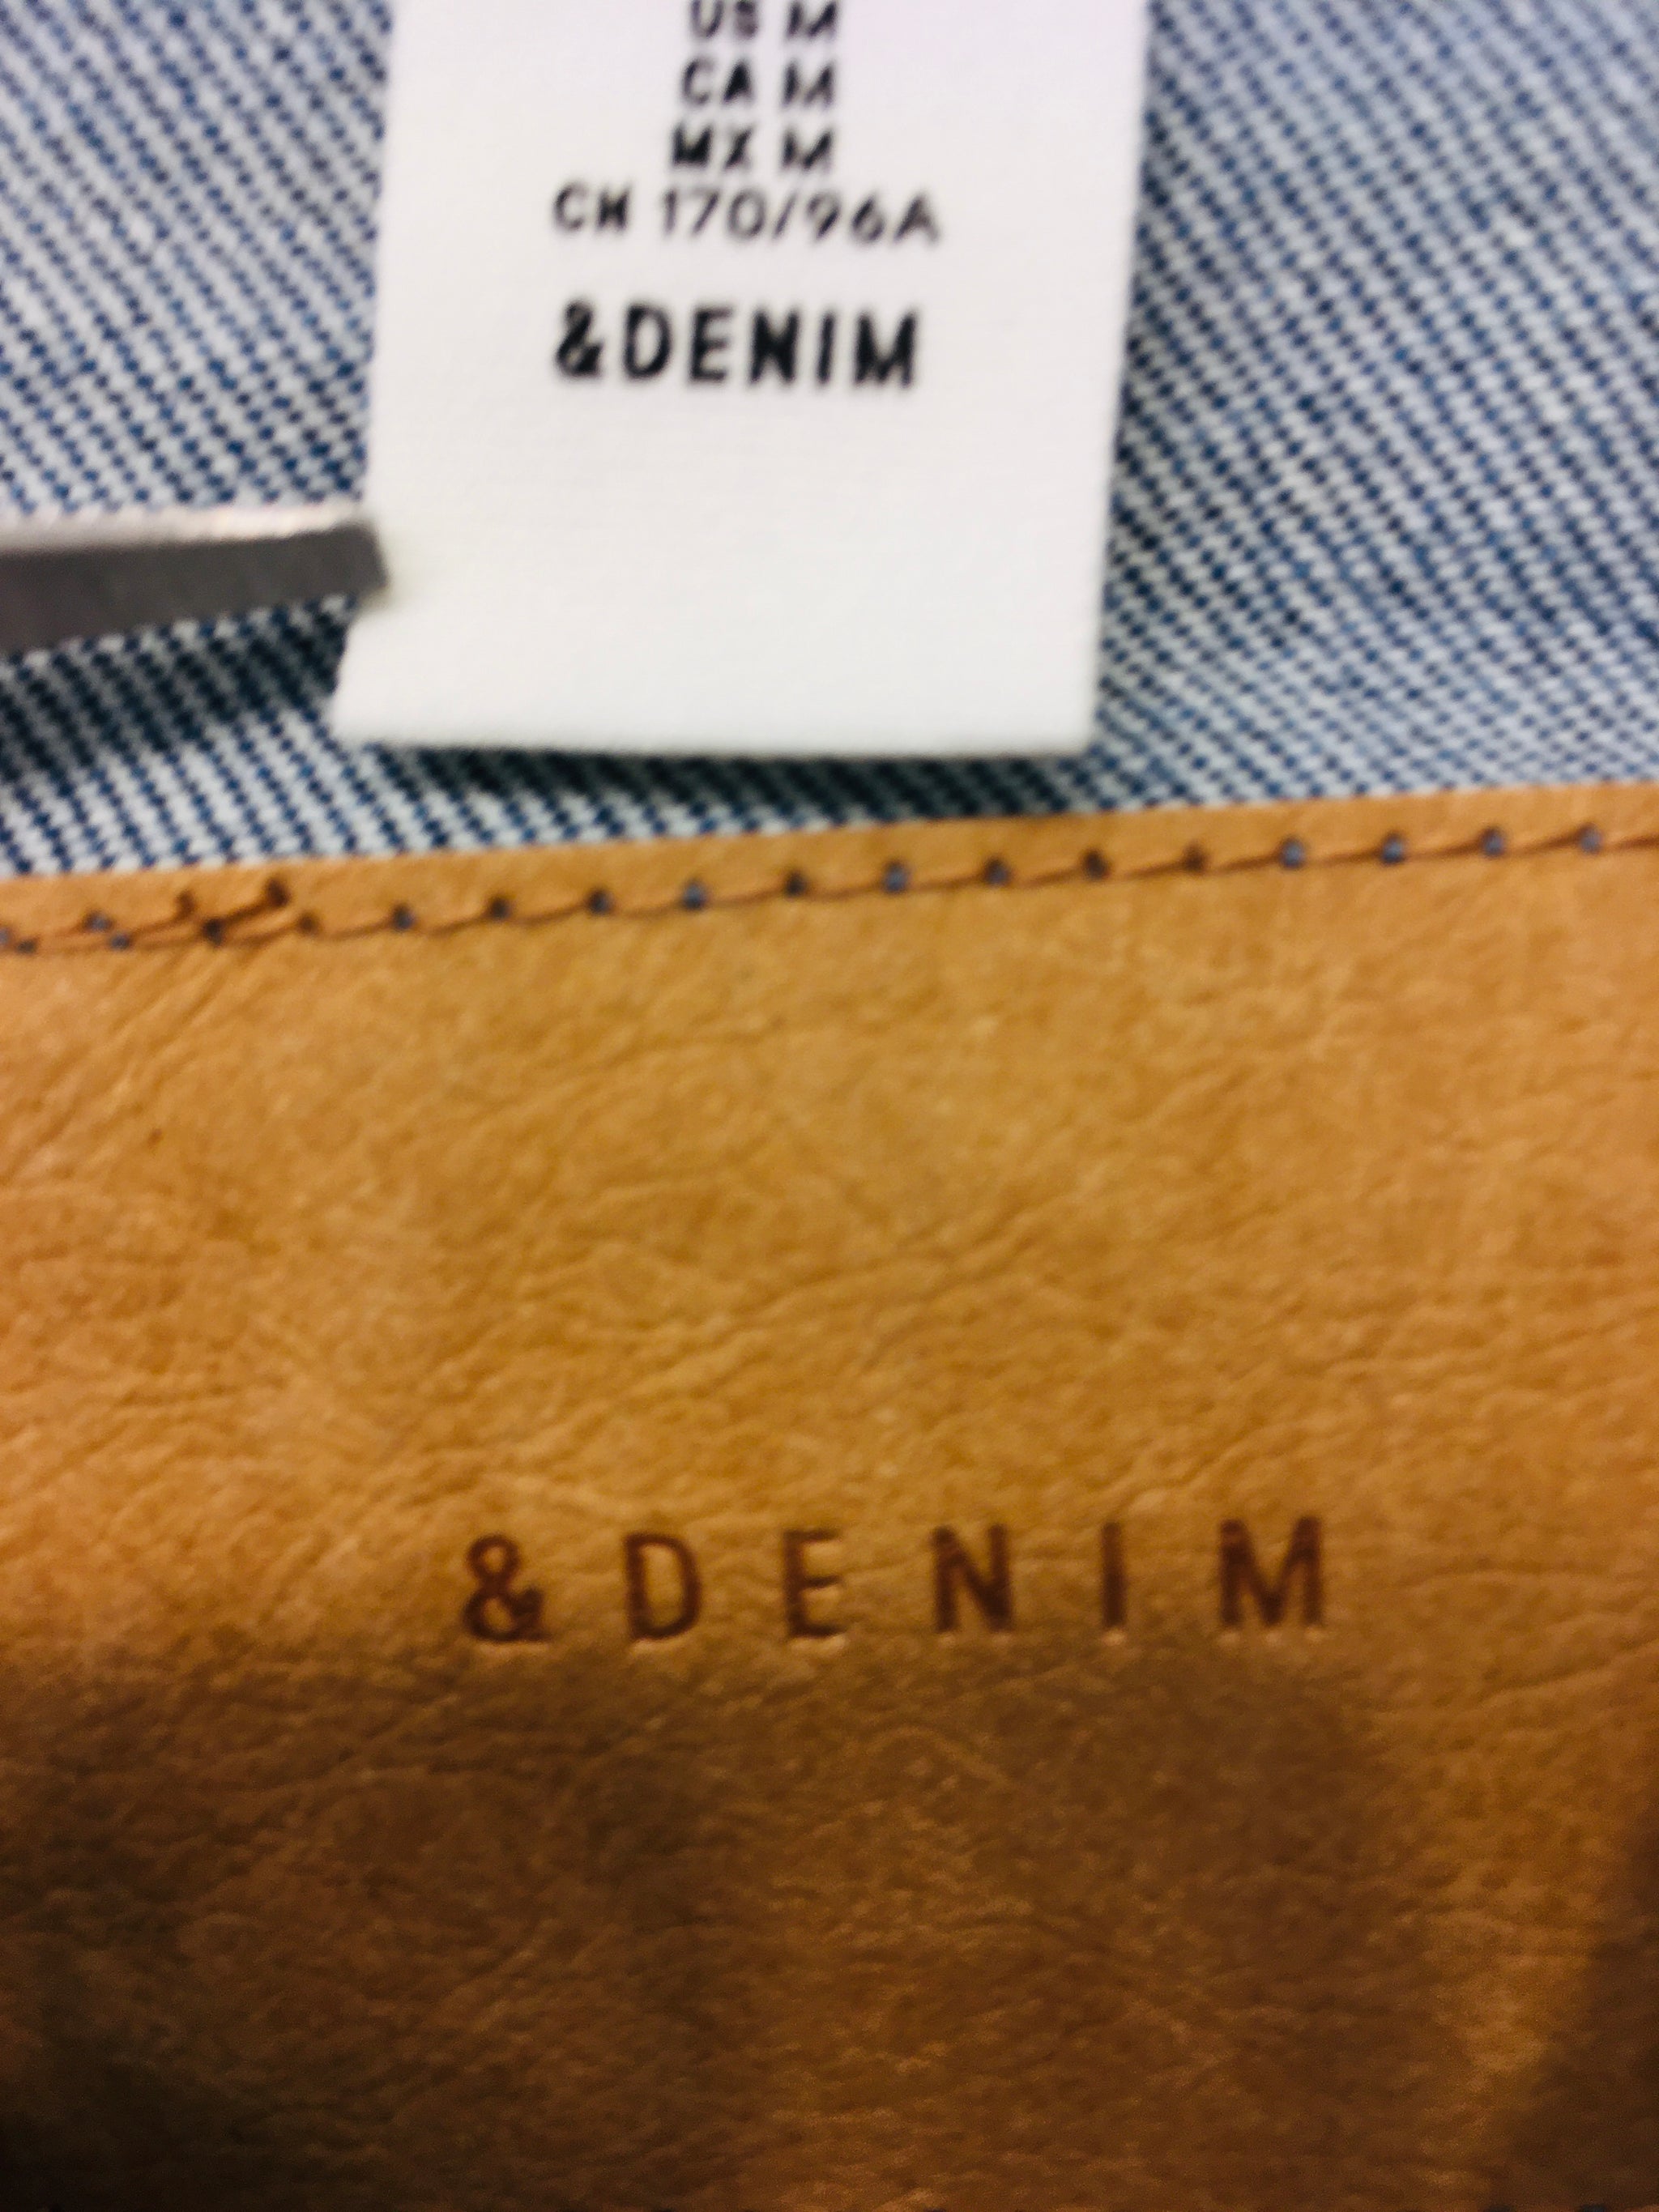 US M
CA M
MX M
CN 170/96A
&DENIM
&DENIM